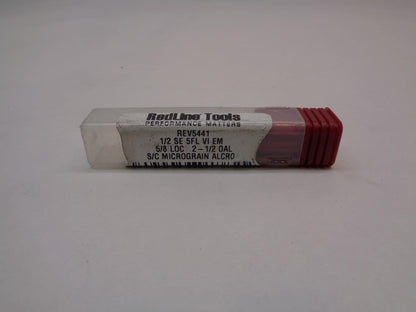 RedLine Tools
PERFORMANCE MATTERS
REV5441
1/2 SE 5FL VI EM
5/8 LOC 2-1/2 OAL
S/C MICROGRAIN ALCRO